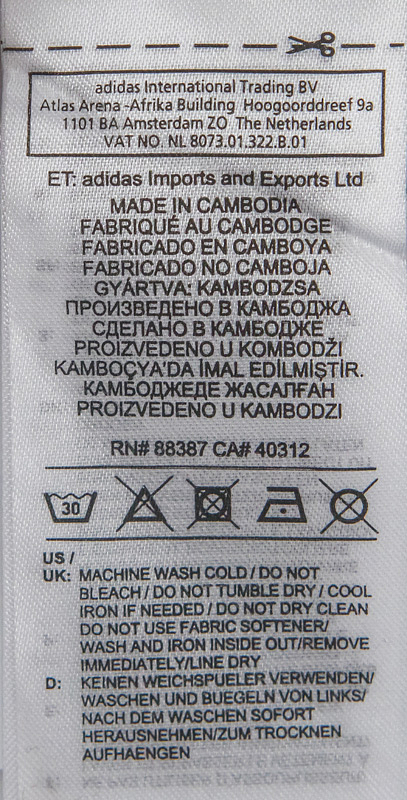 adidas International Trading BV
Atlas Arena -Afrika Building Hoogoorddreef 9a
1101 BA Amsterdam ZO The Netherlands
VAT NO. NL 8073.01.322.B.01
ET: adidas Imports and Exports Ltd
MADE IN CAMBODIA
FABRIQUÉ AU CAMBODGE
FABRICADO EN CAMBOYA
FABRICADO NO CAMBOJA
GYÁRTVA: KAMBODZSA
ПРОИЗВЕДЕНО В КАМБОДЖА
СДЕЛАНО В КАМБОДЖЕ
PROIZVEDENO U KOMBODŽI
KAMBOÇYA'DA İMAL EDİLMİŞTİR.
КАМБОДЖЕДЕ ЖАСАЛҒАН
PROIZVEDENO U KAMBODZI
RN# 88387 CA# 40312
30
US /
UK: MACHINE WASH COLD / DO NOT
BLEACH / DO NOT TUMBLE DRY / COOL
IRON IF NEEDED / DO NOT DRY CLEAN
DO NOT USE FABRIC SOFTENER/
WASH AND IRON INSIDE OUT/REMOVE
IMMEDIATELY/LINE DRY
D: KEINEN WEICHSPUELER VERWENDEN/
WASCHEN UND BUEGELN VON LINKS/
NACH DEM WASCHEN SOFORT
HERAUSNEHMEN/ZUM TROCKNEN
AUFHAENGEN